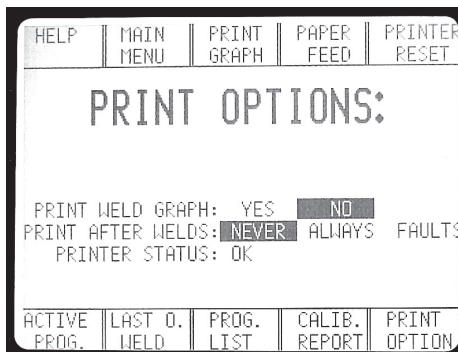 HELP MAIN MENU PRINT GRAPH PAPER FEED PRINTER RESET
PRINT OPTIONS:
PRINT WELD GRAPH: YES NO
PRINT AFTER WELDS: NEVER ALWAYS FAULTS
PRINTER STATUS: OK
ACTIVE PROG. LAST O. WELD PROG. LIST CALIB. REPORT PRINT OPTION